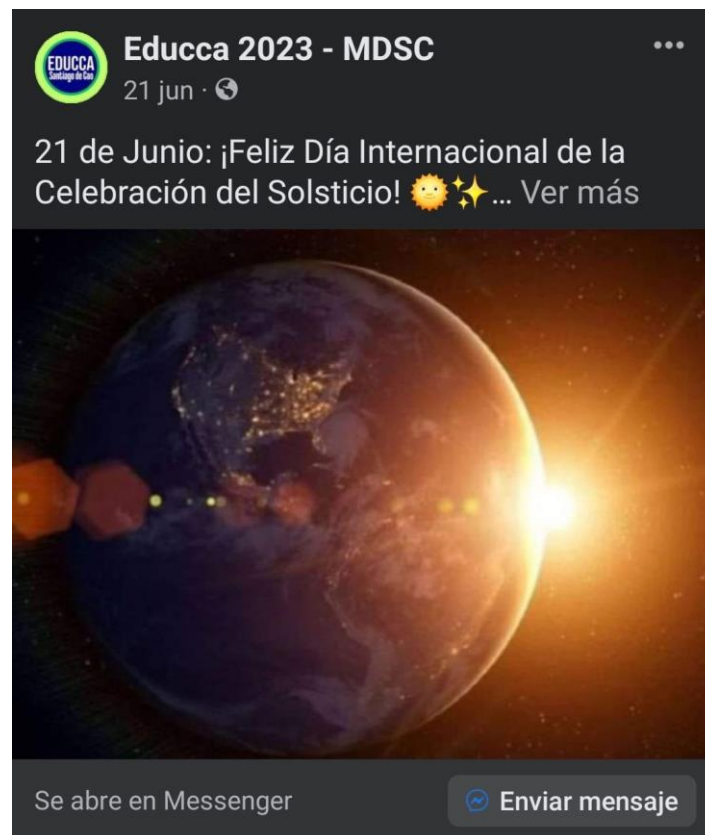 EDUCCA
Santiago de Cao
Educca 2023 - MDSC
21 jun ·
21 de Junio: ¡Feliz Día Internacional de la
Celebración del Solsticio! 🌞✨... Ver más
Se abre en Messenger
Enviar mensaje